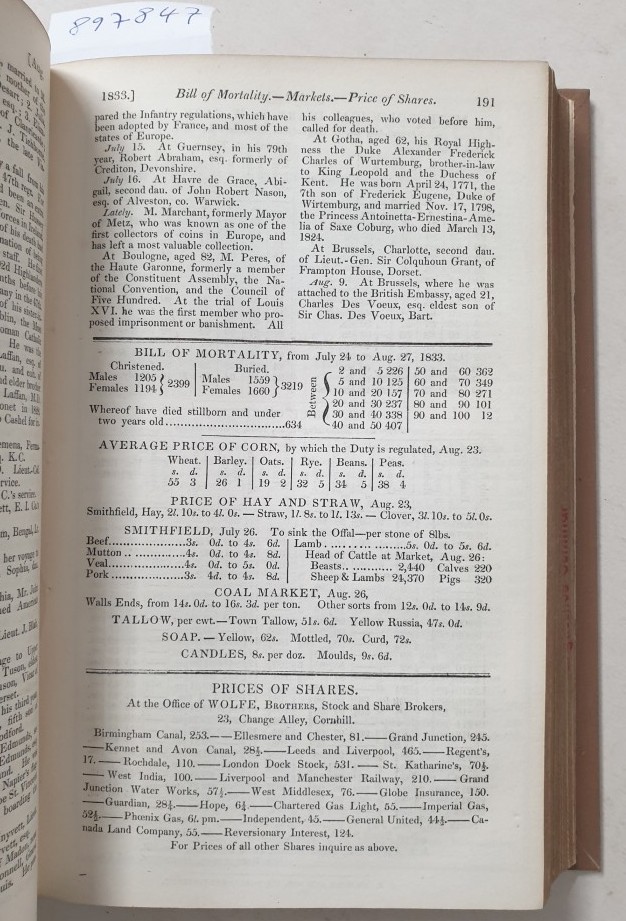 897847
1833.] Bill of Mortality.—Markets.—Price of Shares. 191
pared the Infantry regulations, which have
been adopted by France, and most of the
states of Europe.
July 15. At Guernsey, in his 79th
year, Robert Abraham, esq. formerly of
Crediton, Devonshire.
July 16. At Havre de Grace, Abi-
gail, second dau. of John Robert Nason,
esq. of Alveston, co. Warwick.
Lately. M. Marchant, formerly Mayor
of Metz, who was known as one of the
first collectors of coins in Europe, and
has left a most valuable collection.
At Boulogne, aged 82, M. Peres, of
the Haute Garonne, formerly a member
of the Constituent Assembly, the Na-
tional Convention, and the Council of
Five Hundred. At the trial of Louis
XVI. he was the first member who pro-
posed imprisonment or banishment. All
his colleagues, who voted before him,
called for death.
At Gotha, aged 62, his Royal High-
ness the Duke Alexander Frederick
Charles of Wurtemburg, brother-in-law
to King Leopold and the Duchess of
Kent. He was born April 24, 1771, the
7th son of Frederick Eugene, Duke of
Wirtemburg, and married Nov. 17, 1798,
the Princess Antoinetta-Ernestina-Ame-
lia of Saxe Coburg, who died March 13,
1824.
At Brussels, Charlotte, second dau.
of Lieut.-Gen. Sir Colquhoun Grant, of
Frampton House, Dorset.
Aug. 9. At Brussels, where he was
attached to the British Embassy, aged 21,
Charles Des Voeux, esq. eldest son of
Sir Chas. Des Voeux, Bart.
BILL OF MORTALITY, from July 24 to Aug. 27, 1833.
Christened.
Males 1205
Females 1194 } 2399
Buried.
Males 1559
Females 1660 } 3219
Whereof have died stillborn and under
two years old..............................634
Between
2 and 5 226
5 and 10 125
10 and 20 157
20 and 30 237
30 and 40 338
40 and 50 407
50 and 60 362
60 and 70 349
70 and 80 271
80 and 90 101
90 and 100 12
AVERAGE PRICE OF CORN, by which the Duty is regulated, Aug. 23.
Wheat. Barley. Oats. Rye. Beans. Peas.
s. d. s. d. s. d. s. d. s. d. s. d.
55 3 26 1 19 2 32 5 34 5 38 4
PRICE OF HAY AND STRAW, Aug. 23,
Smithfield, Hay, 2l. 10s. to 4l. 0s. — Straw, 1l. 8s. to 1l. 13s. — Clover, 3l. 10s. to 5l. 0s.
SMITHFIELD, July 26. To sink the Offal—per stone of 8lbs.
Beef....................3s. 0d. to 4s. 6d.
Mutton ................4s. 0d. to 4s. 8d.
Veal....................4s. 0d. to 5s. 0d.
Pork....................3s. 4d. to 4s. 8d.
Lamb ....................5s. 0d. to 5s. 6d.
Head of Cattle at Market, Aug. 26:
Beasts........... 2,440 Calves 220
Sheep & Lambs 24,370 Pigs 320
COAL MARKET, Aug. 26,
Walls Ends, from 14s. 0d. to 16s. 3d. per ton. Other sorts from 12s. 0d. to 14s. 9d.
TALLOW, per cwt.—Town Tallow, 51s. 6d. Yellow Russia, 47s. 0d.
SOAP. — Yellow, 62s. Mottled, 70s. Curd, 72s.
CANDLES, 8s. per doz. Moulds, 9s. 6d.
PRICES OF SHARES.
At the Office of WOLFE, BROTHERS, Stock and Share Brokers,
23, Change Alley, Cornhill.
Birmingham Canal, 253.——Ellesmere and Chester, 81.——Grand Junction, 245.
——Kennet and Avon Canal, 28¼.——Leeds and Liverpool, 465.——Regent's,
17.——Rochdale, 110.——London Dock Stock, 53l.——St. Katharine's, 70½.
——West India, 100.——Liverpool and Manchester Railway, 210.——Grand
Junction Water Works, 57½.——West Middlesex, 76.——Globe Insurance, 150.
——Guardian, 28¼.——Hope, 6¼.——Chartered Gas Light, 55.——Imperial Gas,
52½.——Phœnix Gas, 6l. pm.——Independent, 45.——General United, 44½.——Ca-
nada Land Company, 55.——Reversionary Interest, 124.
For Prices of all other Shares inquire as above.